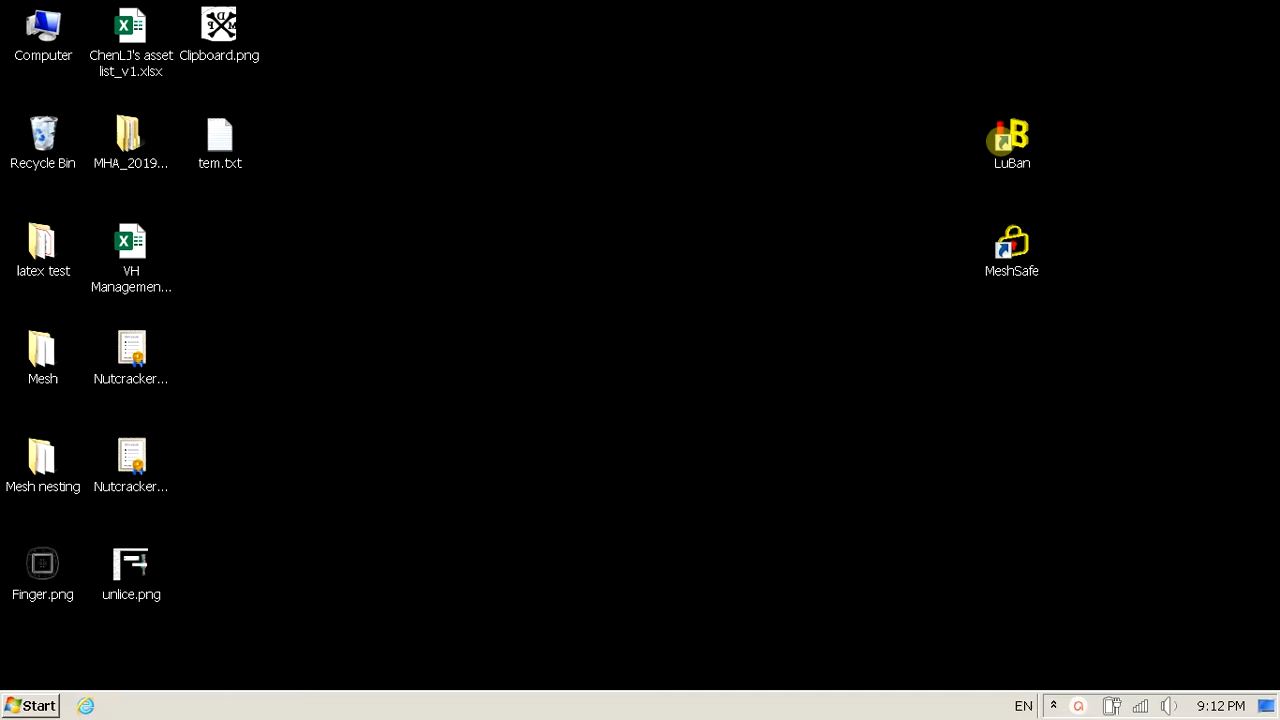 Computer
ChenLJ's asset
list_v1.xlsx
Clipboard.png
Recycle Bin
MHA_2019...
tem.txt
LuBan
latex test
VH
Managemen...
MeshSafe
Mesh
Nutcracker...
Mesh nesting
Nutcracker...
Finger.png
unlice.png
Start
EN
9:12 PM